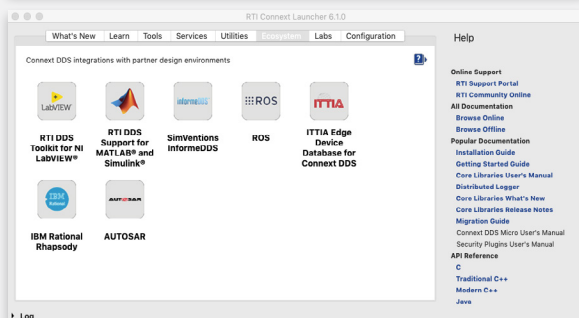 RTI Connext Launcher 6.1.0
What's New Learn Tools Services Utilities Ecosystem Labs Configuration
Connext DDS integrations with partner design environments
?
LabVIEW
informeDDS
ROS
ITTIA
RTI DDS
Toolkit for NI
LabVIEW®
RTI DDS
Support for
MATLAB® and
Simulink®
SimVentions
InformeDDS
ROS
ITTIA Edge
Device
Database for
Connext DDS
IBM
Rational
AUTOSAR
IBM Rational
Rhapsody
AUTOSAR
Log
Help
Online Support
RTI Support Portal
RTI Community Online
All Documentation
Browse Online
Browse Offline
Popular Documentation
Installation Guide
Getting Started Guide
Core Libraries User's Manual
Distributed Logger
Core Libraries What's New
Core Libraries Release Notes
Migration Guide
Connext DDS Micro User's Manual
Security Plugins User's Manual
API Reference
C
Traditional C++
Modern C++
Java